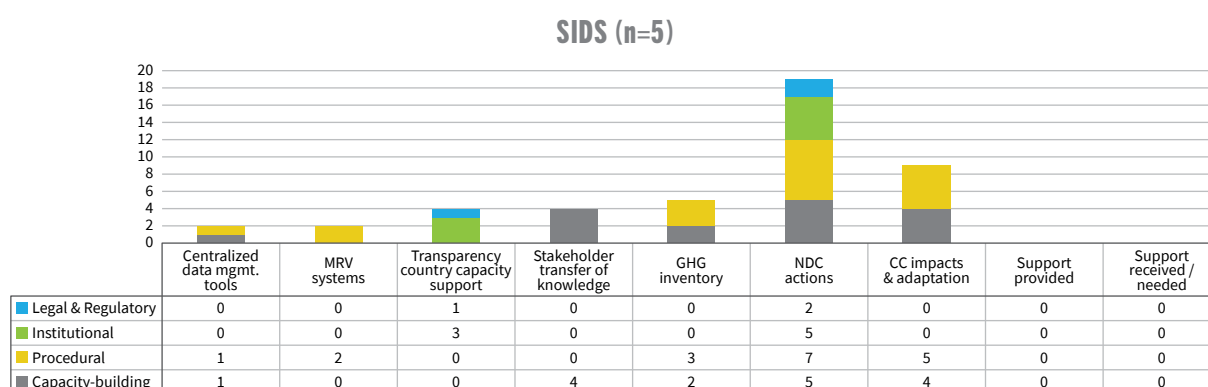 SIDS (n=5)
20
18
16
14
12
10
8
6
4
2
0
Centralized data mgmt. tools
MRV systems
Transparency country capacity support
Stakeholder transfer of knowledge
GHG inventory
NDC actions
CC impacts & adaptation
Support provided
Support received / needed
Legal & Regulatory 0 0 1 0 0 2 0 0 0
Institutional 0 0 3 0 0 5 0 0 0
Procedural 1 2 0 0 3 7 5 0 0
Capacity-building 1 0 0 4 2 5 4 0 0